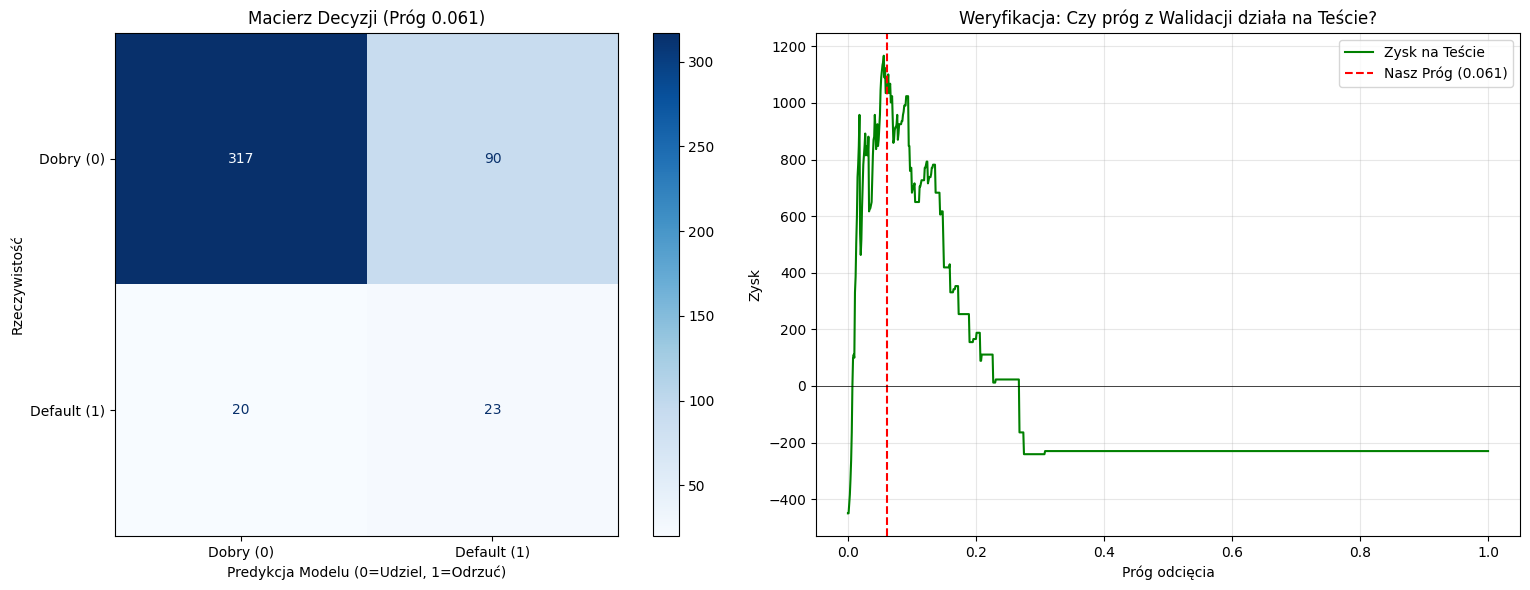 Macierz Decyzji (Próg 0.061)
Dobry (0)
Default (1)
Rzeczywistość
317
90
20
23
Dobry (0)
Default (1)
Predykcja Modelu (0=Udziel, 1=Odrzuć)
300
250
200
150
100
50
Weryfikacja: Czy próg z Walidacji działa na Teście?
Zysk na Teście
Nasz Próg (0.061)
1200
1000
800
600
400
200
0
−200
−400
Zysk
0.0
0.2
0.4
0.6
0.8
1.0
Próg odcięcia